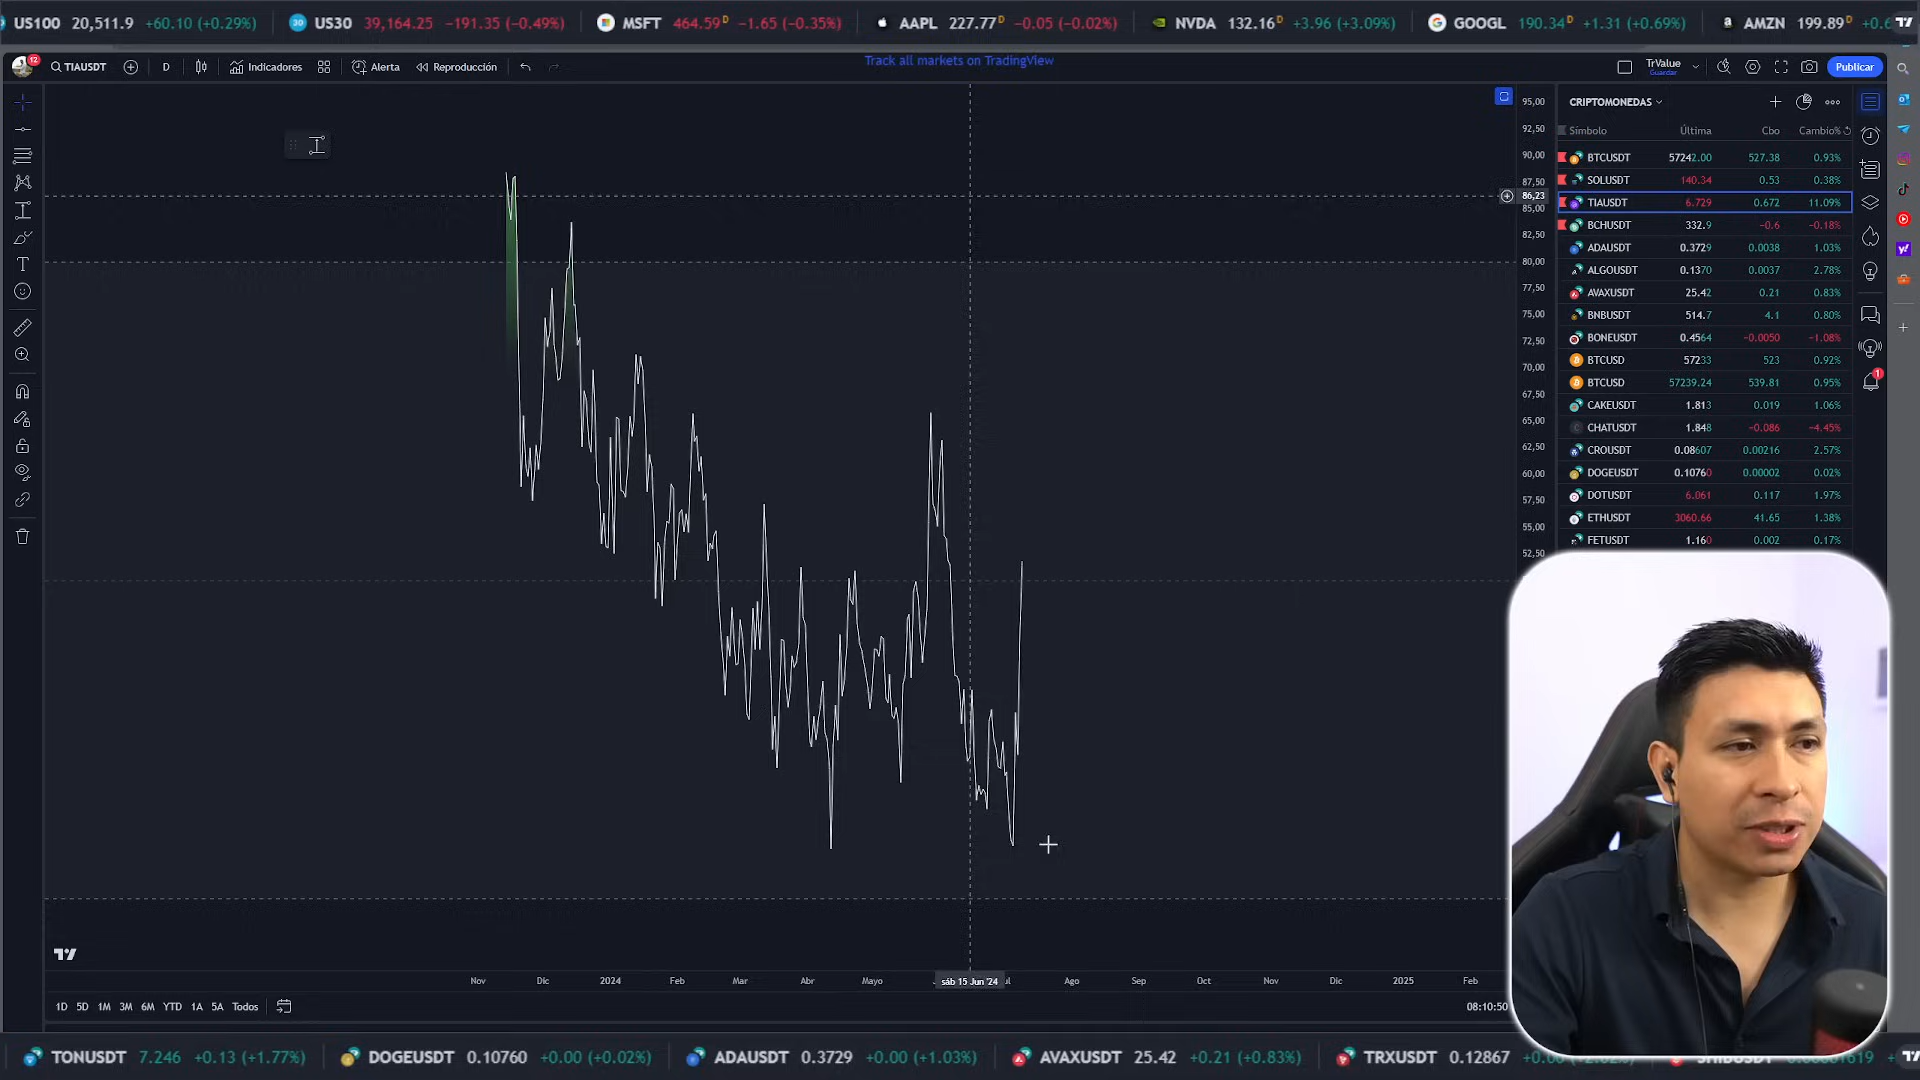 US100 20,511.9 +60.10 (+0.29%) US30 39,164.25 −191.35 (−0.49%) MSFT 464.59 D −1.65 (−0.35%) AAPL 227.77 D −0.05 (−0.02%) NVDA 132.16 D +3.96 (+3.09%) GOOGL 190.34 D +1.31 (+0.69%) AMZN 199.89 D
Track all markets on TradingView
12
TIAUSDT D Indicadores Alerta Reproducción TrValue Guardar Publicar
CRIPTOMONEDAS
Símbolo Última Cbo Cambio%
BTCUSDT 57242.00 527.38 0.93%
SOLUSDT 140.34 0.53 0.38%
TIAUSDT 6.729 0.672 11.09%
BCHUSDT 332.9 −0.6 −0.18%
ADAUSDT 0.3729 0.0038 1.03%
ALGOUSDT 0.1370 0.0037 2.78%
AVAXUSDT 25.42 0.21 0.83%
BNBUSDT 514.7 4.1 0.80%
BONEUSDT 0.4564 −0.0050 −1.08%
BTCUSD 57233 523 0.92%
BTCUSD 57239.24 539.81 0.95%
CAKEUSDT 1.813 0.019 1.06%
CHATUSDT 1.848 −0.086 −4.45%
CROUSDT 0.08607 0.00216 2.57%
DOGEUSDT 0.10760 0.00002 0.02%
DOTUSDT 6.061 0.117 1.97%
ETHUSDT 3060.66 41.65 1.38%
FETUSDT 1.160 0.002 0.17%
1
95,00
92,50
90,00
87,50
86,23
85,00
82,50
80,00
77,50
75,00
72,50
70,00
67,50
65,00
62,50
60,00
57,50
55,00
52,50
Nov Dic 2024 Feb Mar Abr Mayo sáb 15 Jun '24 Ago Sep Oct Nov Dic 2025 Feb
1D 5D 1M 3M 6M YTD 1A 5A Todos 08:10:50
TONUSDT 7.246 +0.13 (+1.77%) DOGEUSDT 0.10760 +0.00 (+0.02%) ADAUSDT 0.3729 +0.00 (+1.03%) AVAXUSDT 25.42 +0.21 (+0.83%) TRXUSDT 0.12867